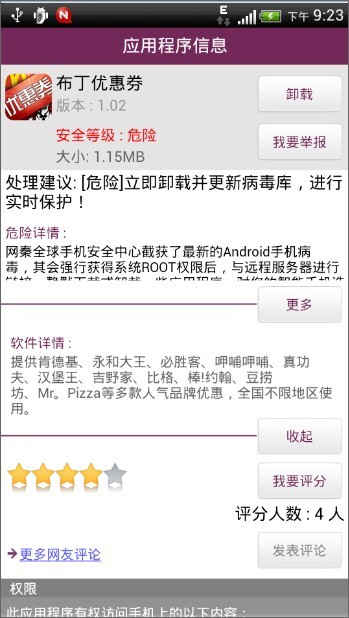 E
下午 9:23
应用程序信息
优惠券
布丁优惠券
版本 : 1.02
卸载
安全等级 : 危险
大小: 1.15MB
我要举报
处理建议: [危险]立即卸载并更新病毒库，进行
实时保护！
危险详情 :
网秦全球手机安全中心截获了最新的Android手机病
毒，其会强行获得系统ROOT权限后，与远程服务器进行
更多
软件详情 :
提供肯德基、永和大王、必胜客、呷哺呷哺、真功
夫、汉堡王、吉野家、比格、棒!约翰、豆捞
坊、Mr。Pizza等多款人气品牌优惠，全国不限地区使
用。
收起
我要评分
评分人数 : 4 人
更多网友评论
发表评论
权限
此应用程序有权访问手机上的以下内容：